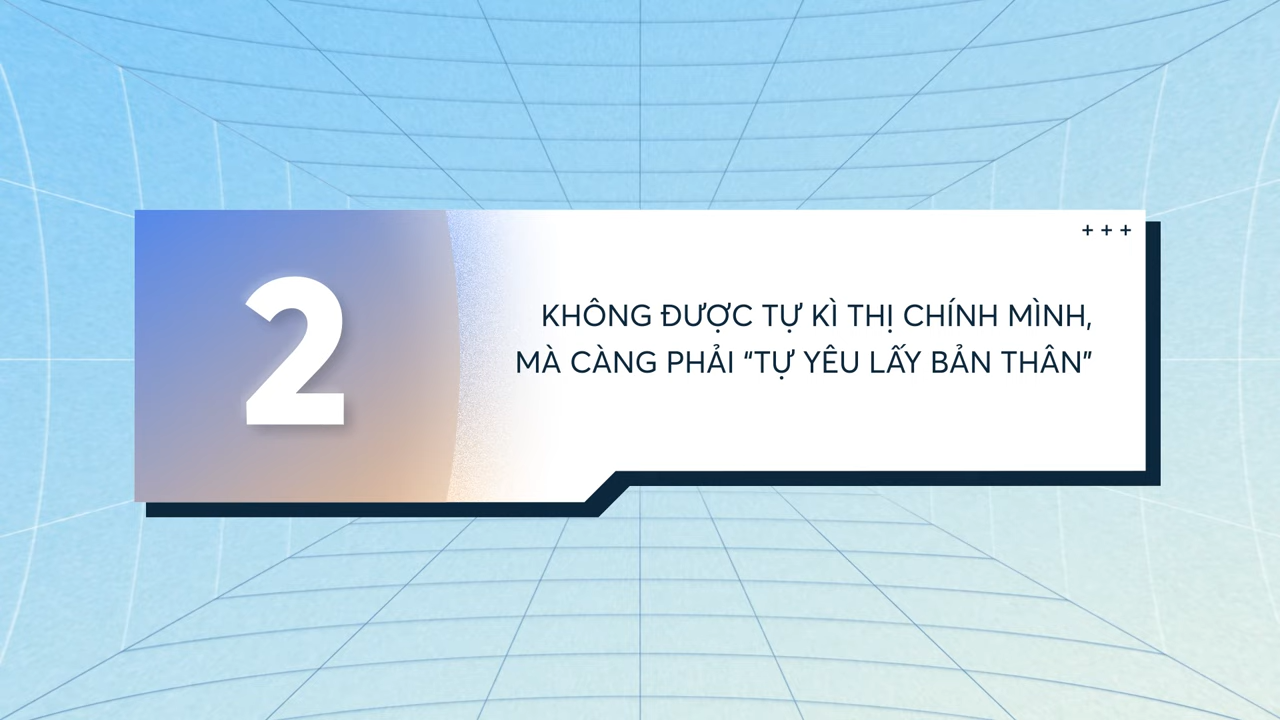 + + +
2
KHÔNG ĐƯỢC TỰ KÌ THỊ CHÍNH MÌNH,
MÀ CÀNG PHẢI “TỰ YÊU LẤY BẢN THÂN”